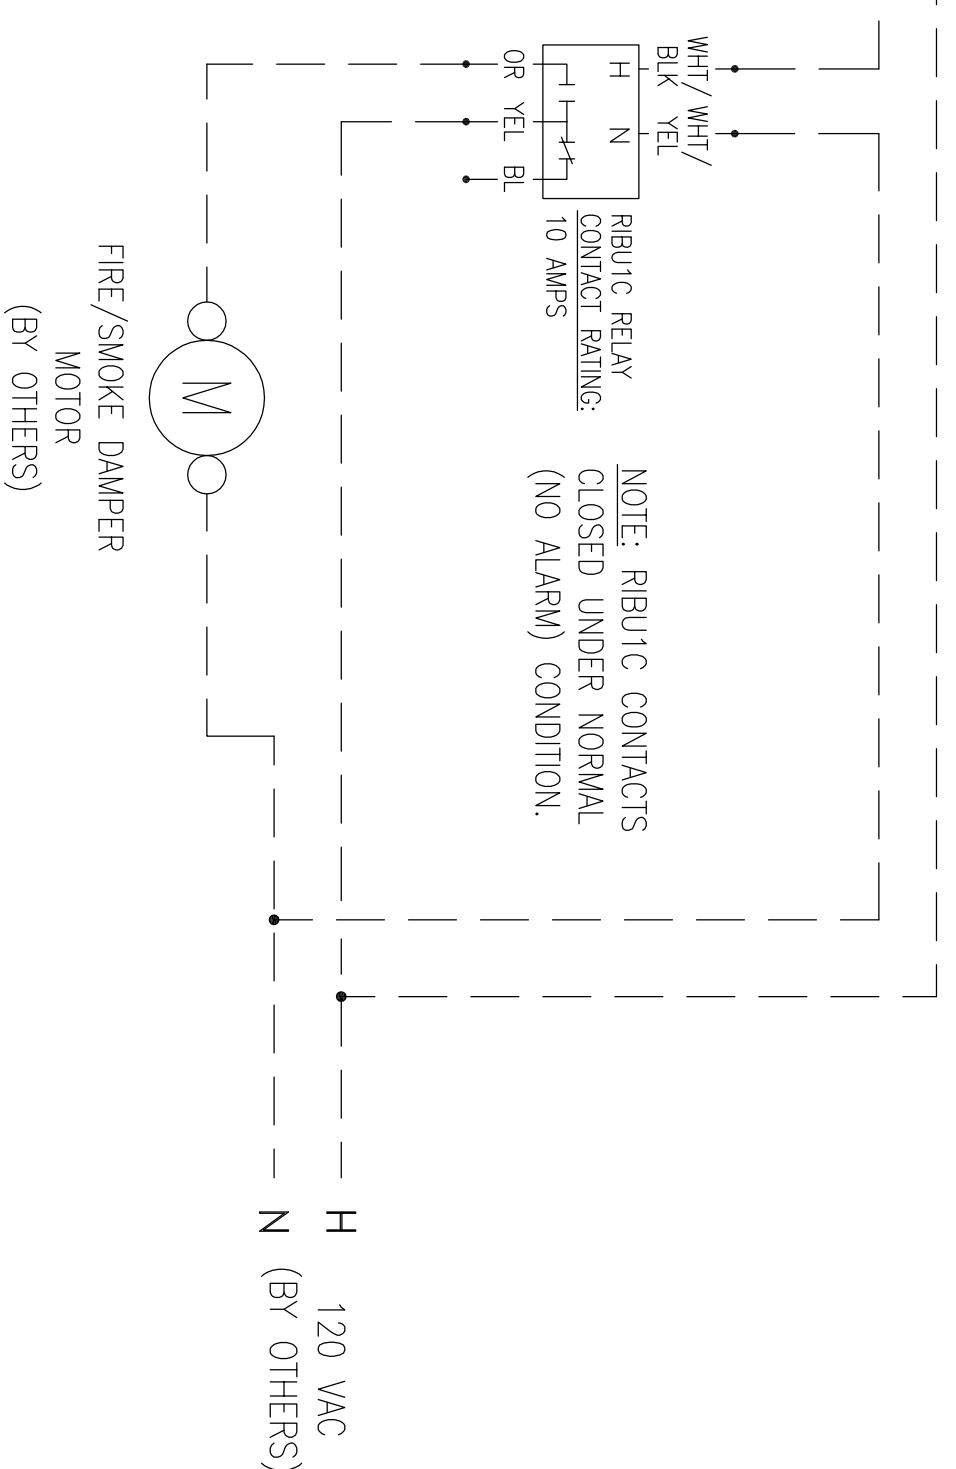 WHT/ WHT/
BLK YEL
H N
OR YEL BL
RIBU1C RELAY
CONTACT RATING:
10 AMPS
NOTE: RIBU1C CONTACTS
CLOSED UNDER NORMAL
(NO ALARM) CONDITION.
M
FIRE/SMOKE DAMPER
MOTOR
(BY OTHERS)
H
N
120 VAC
(BY OTHERS)